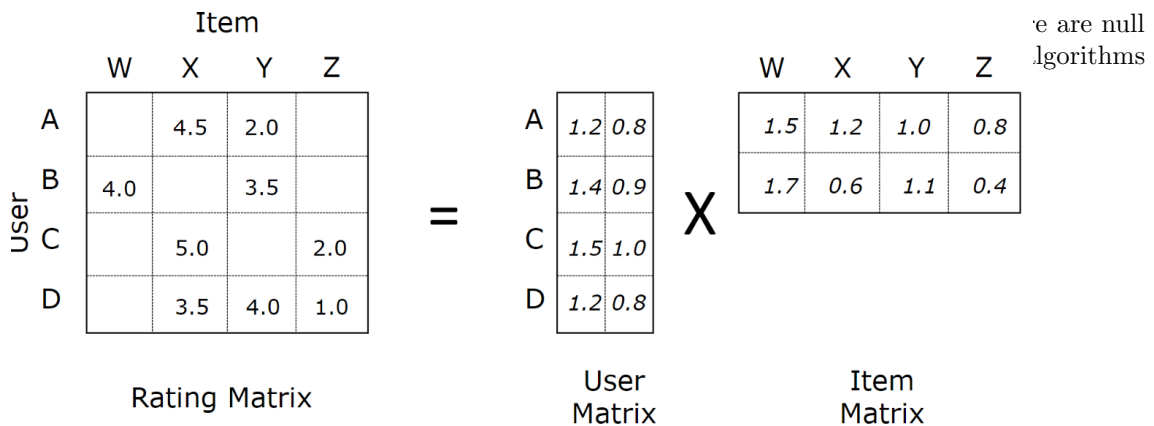 Item
W X Y Z
User
A 4.5 2.0
B 4.0 3.5
C 5.0 2.0
D 3.5 4.0 1.0
Rating Matrix
=
A 1.2 0.8
B 1.4 0.9
C 1.5 1.0
D 1.2 0.8
User
Matrix
X
W X Y Z
1.5 1.2 1.0 0.8
1.7 0.6 1.1 0.4
Item
Matrix
are null